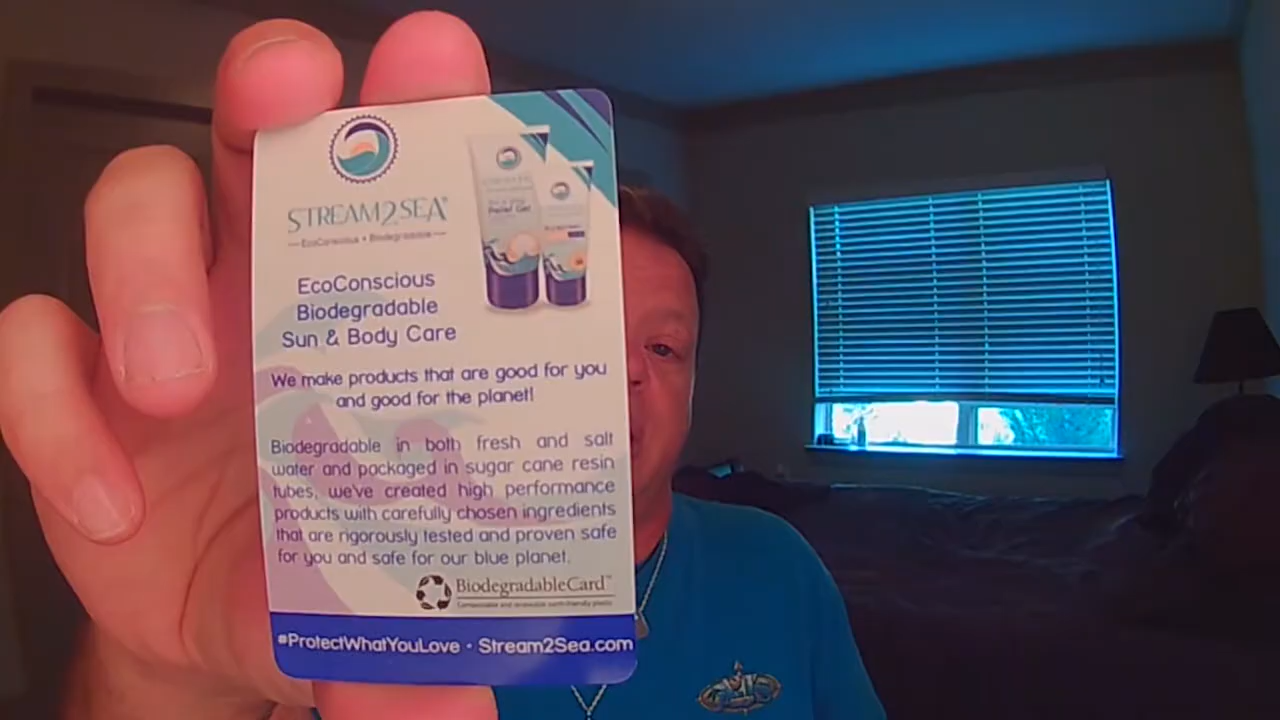 STREAM2SEA®
EcoConscious • Biodegradable
EcoConscious
Biodegradable
Sun & Body Care
Relief Gel
We make products that are good for you
and good for the planet!
Biodegradable in both fresh and salt
water and packaged in sugar cane resin
tubes, we've created high performance
products with carefully chosen ingredients
that are rigorously tested and proven safe
for you and safe for our blue planet.
BiodegradableCard™
#ProtectWhatYouLove • Stream2Sea.com